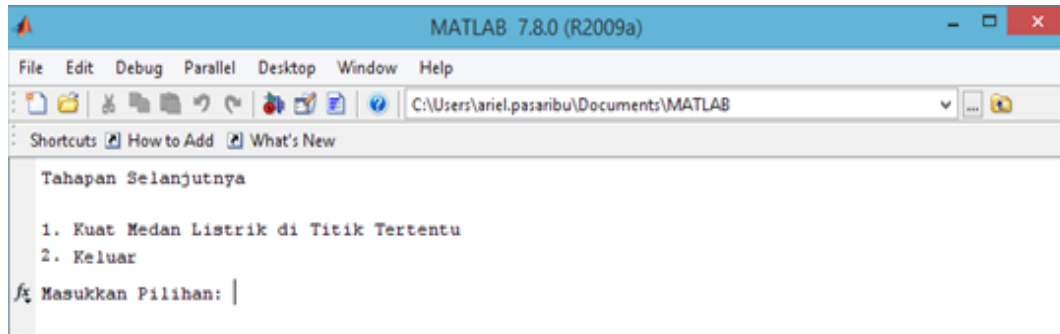 MATLAB 7.8.0 (R2009a)
File Edit Debug Parallel Desktop Window Help
C:\Users\ariel.pasaribu\Documents\MATLAB
Shortcuts How to Add What's New
Tahapan Selanjutnya
1. Kuat Medan Listrik di Titik Tertentu
2. Keluar
fx Masukkan Pilihan: